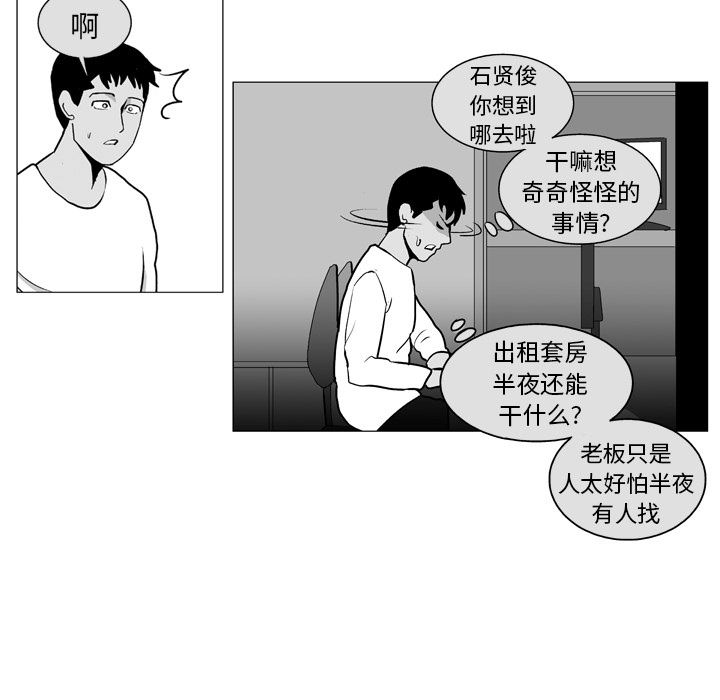 啊
石贤俊
你想到
哪去啦
干嘛想
奇奇怪怪的
事情?
出租套房
半夜还能
干什么?
老板只是
人太好怕半夜
有人找